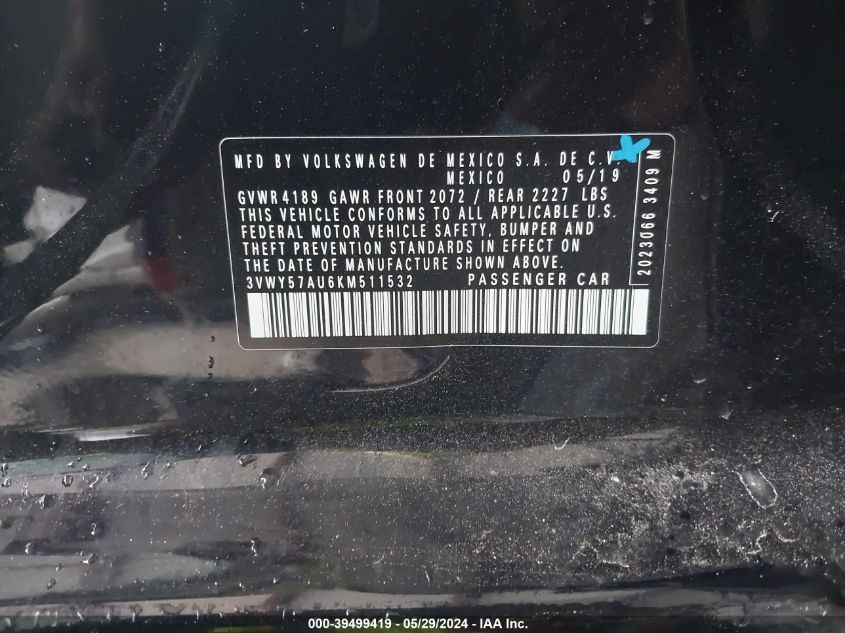 MFD BY VOLKSWAGEN DE MEXICO S.A. DE C.V
MEXICO 05/19
GVWR 4189 GAWR FRONT 2072 / REAR 2227 LBS
THIS VEHICLE CONFORMS TO ALL APPLICABLE U.S.
FEDERAL MOTOR VEHICLE SAFETY, BUMPER AND
THEFT PREVENTION STANDARDS IN EFFECT ON
THE DATE OF MANUFACTURE SHOWN ABOVE.
3VWY57AU6KM511532 PASSENGER CAR
2023066 3409 M
000-39499419 - 05/29/2024 - IAA Inc.